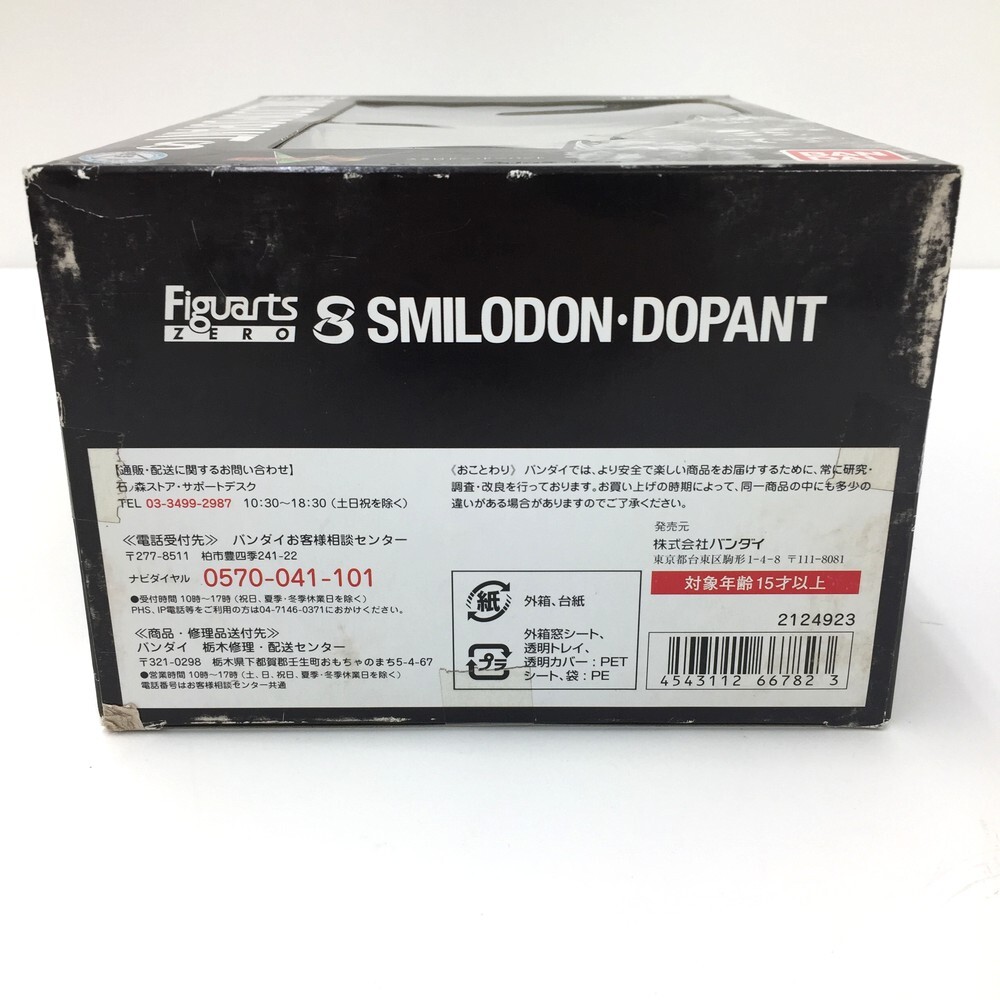 BANDAI
Figuarts ZERO SMILODON·DOPANT
【通販・配送に関するお問い合わせ】
石ノ森ストア・サポートデスク
TEL 03-3499-2987 10:30〜18:30（土日祝を除く）
≪電話受付先≫ バンダイお客様相談センター
〒277-8511 柏市豊四季241-22
ナビダイヤル 0570-041-101
●受付時間 10時〜17時（祝日、夏季・冬季休業日を除く）
PHS、IP電話等をご利用の方は04-7146-0371におかけください。
≪商品・修理品送付先≫
バンダイ 栃木修理・配送センター
〒321-0298 栃木県下都賀郡壬生町おもちゃのまち5-4-67
●営業時間 10時〜17時（土、日、祝日、夏季・冬季休業日を除く）
電話番号はお客様相談センター共通
《おことわり》バンダイでは、より安全で楽しい商品をお届けするために、常に研究・
調査・改良を行っております。お買い上げの時期によって、同一商品の中にも多少の
違いがある場合がありますのでご了承ください。
発売元
株式会社バンダイ
東京都台東区駒形1-4-8 〒111-8081
対象年齢15才以上
2124923
紙 外箱、台紙
プラ 外箱窓シート、
透明トレイ、
透明カバー：PET
シート、袋：PE
4543112 66782 3